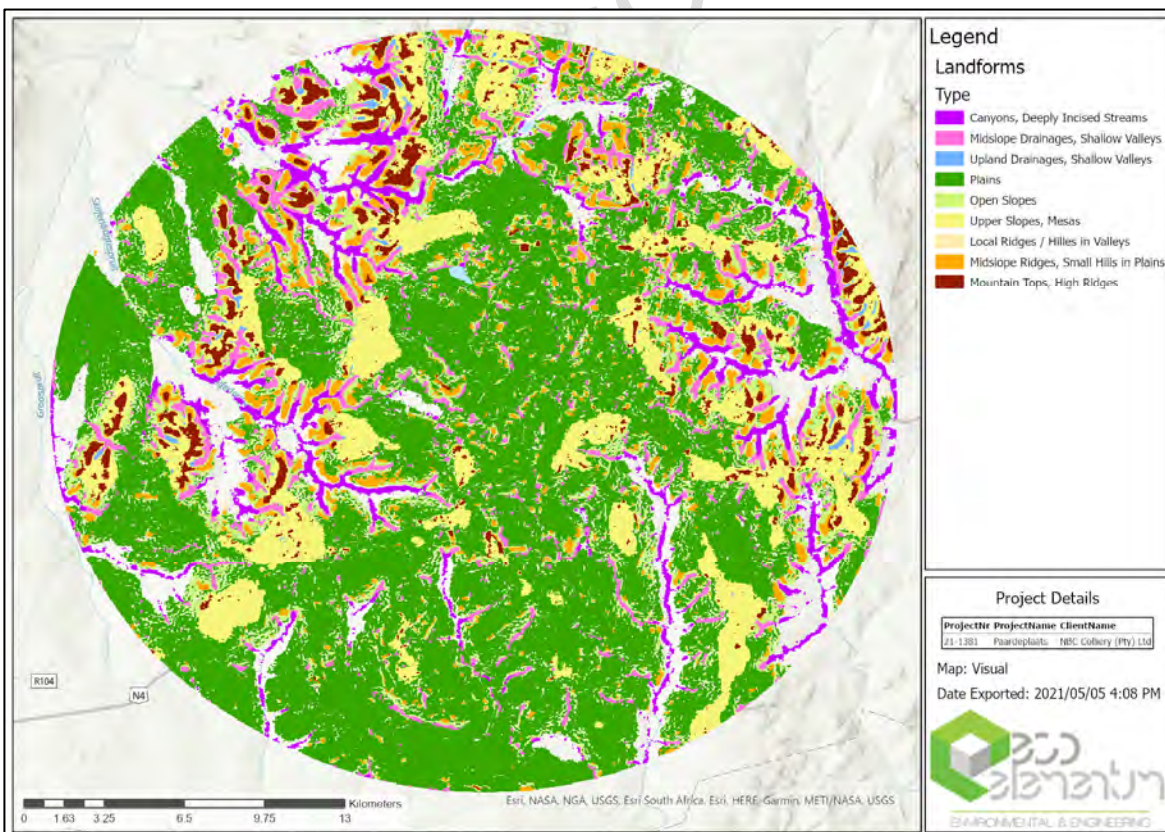 Legend
Landforms
Type
Canyons, Deeply Incised Streams
Midslope Drainages, Shallow Valleys
Upland Drainages, Shallow Valleys
Plains
Open Slopes
Upper Slopes, Mesas
Local Ridges / Hilles in Valleys
Midslope Ridges, Small Hills in Plains
Mountain Tops, High Ridges
R104
N4
Kilometers
0 1.63 3.25 6.5 9.75 13
Esri, NASA, NGA, USGS, Esri South Africa, Esri, HERE, Garmin, METI/NASA, USGS
Project Details
ProjectNr ProjectName ClientName
21-1381 Paardeplaats NBC Colliery (Pty) Ltd
Map: Visual
Date Exported: 2021/05/05 4:08 PM
eco
elementum
ENVIRONMENTAL & ENGINEERING